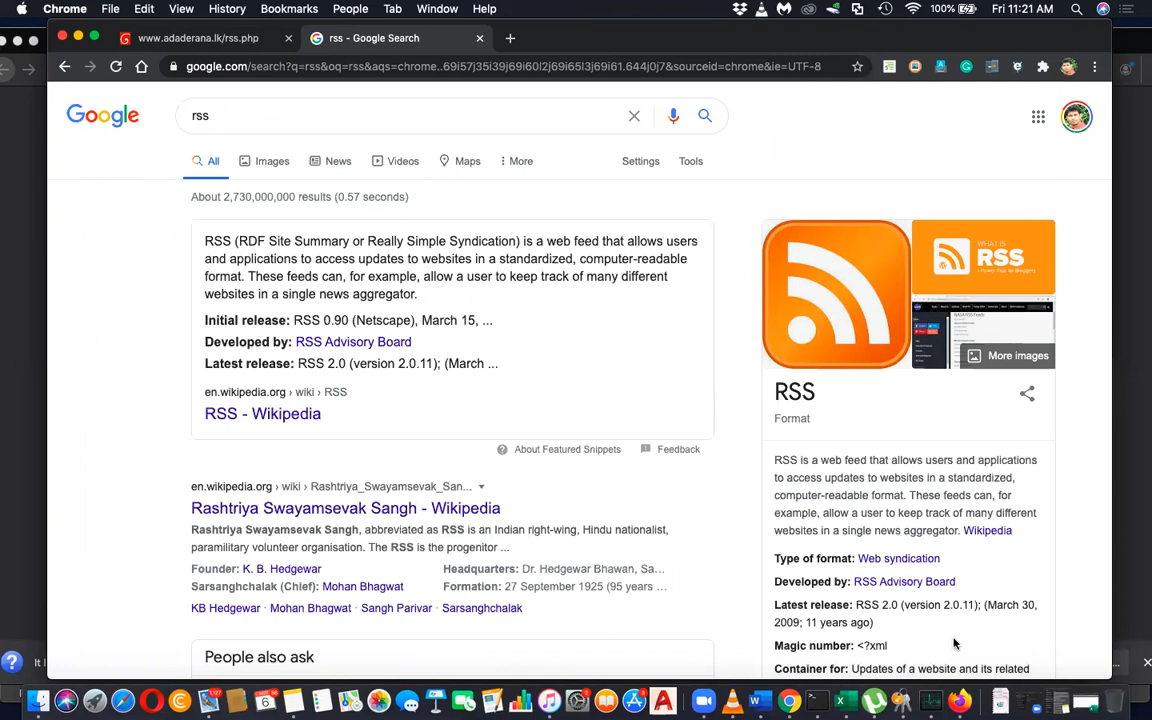 Chrome File Edit View History Bookmarks People Tab Window Help 100% Fri 11:21 AM
www.adaderana.lk/rss.php rss - Google Search
google.com/search?q=rss&oq=rss&aqs=chrome..69i57j35i39j69i60l2j69i65l3j69i61.644j0j7&sourceid=chrome&ie=UTF-8
Google
rss
All Images News Videos Maps More Settings Tools
About 2,730,000,000 results (0.57 seconds)
RSS (RDF Site Summary or Really Simple Syndication) is a web feed that allows users
and applications to access updates to websites in a standardized, computer-readable
format. These feeds can, for example, allow a user to keep track of many different
websites in a single news aggregator.
Initial release: RSS 0.90 (Netscape), March 15, ...
Developed by: RSS Advisory Board
Latest release: RSS 2.0 (version 2.0.11); (March ...
en.wikipedia.org › wiki › RSS
RSS - Wikipedia
About Featured Snippets Feedback
en.wikipedia.org › wiki › Rashtriya_Swayamsevak_San...
Rashtriya Swayamsevak Sangh - Wikipedia
Rashtriya Swayamsevak Sangh, abbreviated as RSS is an Indian right-wing, Hindu nationalist,
paramilitary volunteer organisation. The RSS is the progenitor ...
Founder: K. B. Hedgewar Headquarters: Dr. Hedgewar Bhawan, Sa...
Sarsanghchalak (Chief): Mohan Bhagwat Formation: 27 September 1925 (95 years ...
KB Hedgewar · Mohan Bhagwat · Sangh Parivar · Sarsanghchalak
People also ask
WHAT IS
RSS
More images
RSS
Format
RSS is a web feed that allows users and applications
to access updates to websites in a standardized,
computer-readable format. These feeds can, for
example, allow a user to keep track of many different
websites in a single news aggregator. Wikipedia
Type of format: Web syndication
Developed by: RSS Advisory Board
Latest release: RSS 2.0 (version 2.0.11); (March 30,
2009; 11 years ago)
Magic number: <?xml
Container for: Updates of a website and its related
It l